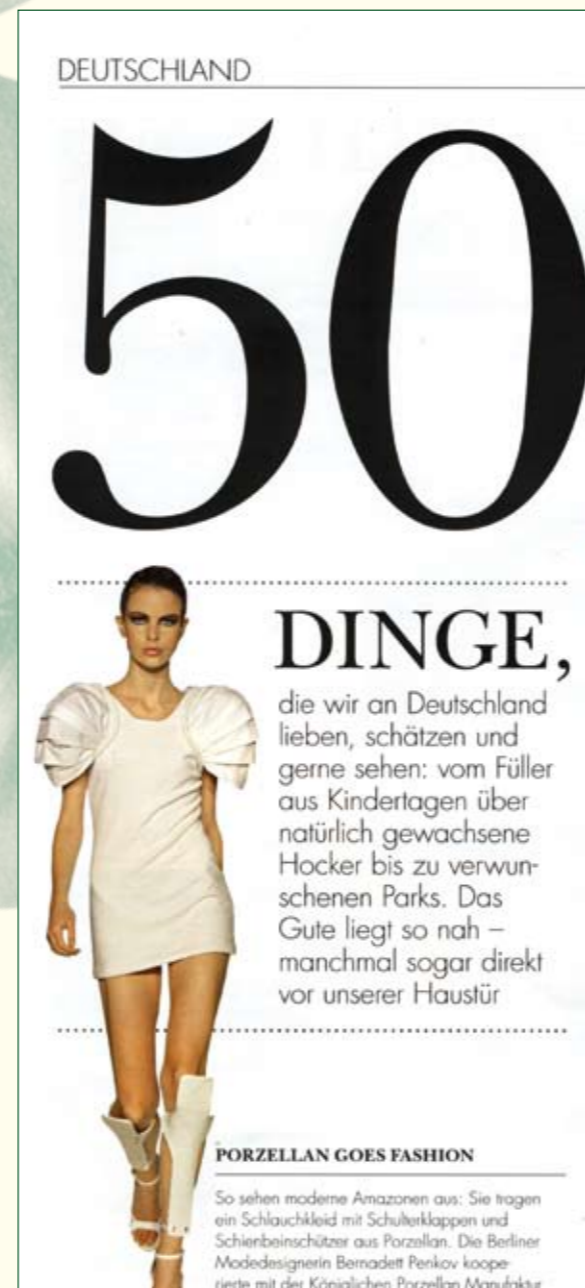 DEUTSCHLAND
50
DINGE,
die wir an Deutschland
lieben, schätzen und
gerne sehen: vom Füller
aus Kindertagen über
natürlich gewachsene
Hocker bis zu verwun-
schenen Parks. Das
Gute liegt so nah –
manchmal sogar direkt
vor unserer Haustür
PORZELLAN GOES FASHION
So sehen moderne Amazonen aus: Sie tragen
ein Schlauchkleid mit Schulterklappen und
Schienbeinschützer aus Porzellan. Die Berliner
Modedesignerin Bernadett Penkov koope-
rierte mit der Königlichen Porzellan Manufaktur